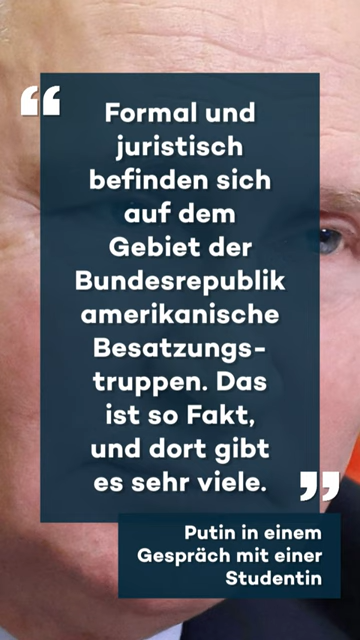 “
Formal und
juristisch
befinden sich
auf dem
Gebiet der
Bundesrepublik
amerikanische
Besatzungs-
truppen. Das
ist so Fakt,
und dort gibt
es sehr viele.
”
Putin in einem
Gespräch mit einer
Studentin